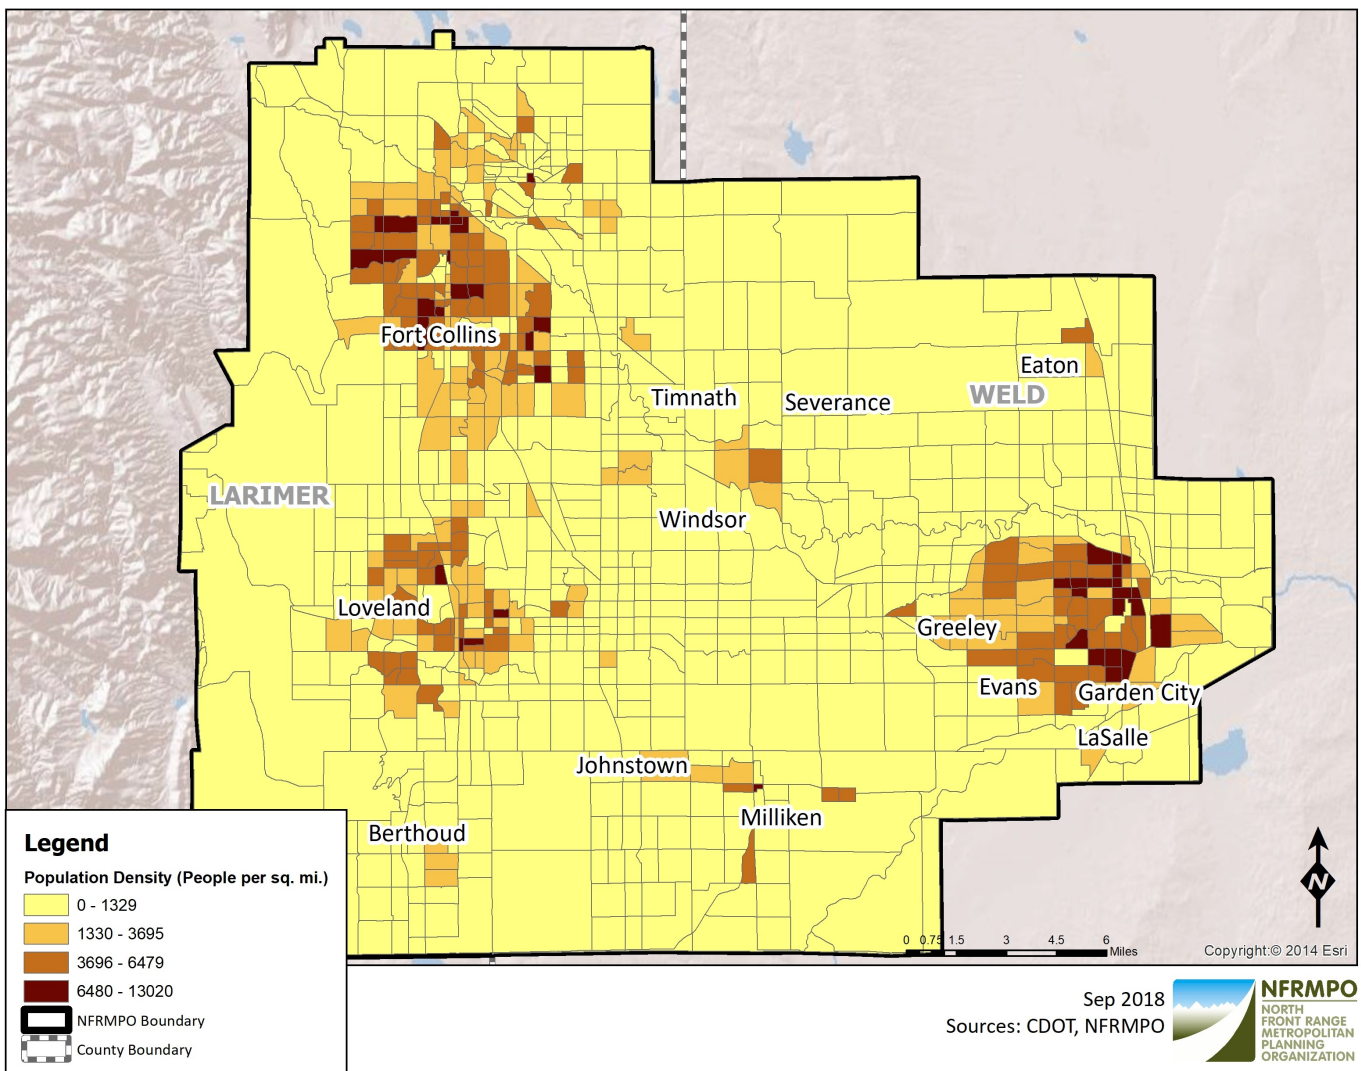 Fort Collins
Eaton
Timnath
Severance
WELD
LARIMER
Windsor
Loveland
Greeley
Evans
Garden City
LaSalle
Johnstown
Milliken
Berthoud
Legend
Population Density (People per sq. mi.)
0 - 1329
1330 - 3695
3696 - 6479
6480 - 13020
NFRMPO Boundary
County Boundary
N
0 0.75 1.5 3 4.5 6
Miles
Copyright:© 2014 Esri
Sep 2018
Sources: CDOT, NFRMPO
NFRMPO
NORTH
FRONT RANGE
METROPOLITAN
PLANNING
ORGANIZATION